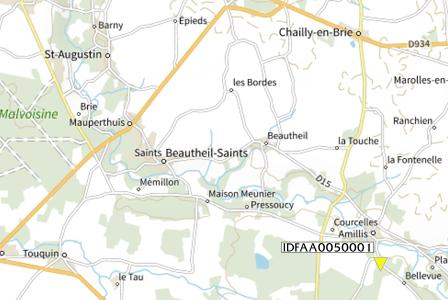 Barny
Épieds
Chailly-en-Brie
D934
St-Augustin
les Bordes
Marolles-en-
Malvoisine
Brie
Mauperthuis
Ranchien
Beautheil
la Touche
Saints
Beautheil-Saints
la Fontenelle
D15
Mémillon
Maison Meunier
Pressoucy
Courcelles
Amillis
IDFAA0050001
Touquin
Pla
le Tau
Bellevue